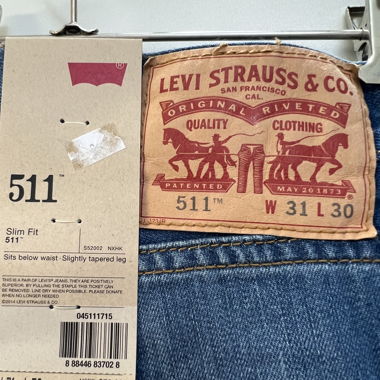 511™
Slim Fit
511™
S52002 NXHK
Sits below waist · Slightly tapered leg
THIS IS A PAIR OF LEVI'S® JEANS. THEY ARE POSITIVELY
SUPERIOR. BY PULLING THE STAPLE THIS TICKET CAN
BE REMOVED. LINE DRY WHEN POSSIBLE. PLEASE DONATE
WHEN NO LONGER NEEDED
©2014 LEVI STRAUSS & CO.
045111715
8 88446 83702 8
LEVI STRAUSS & CO.
SAN FRANCISCO
CAL.
ORIGINAL RIVETED
QUALITY CLOTHING
PATENTED MAY 20 1873
511™ W 31 L 30